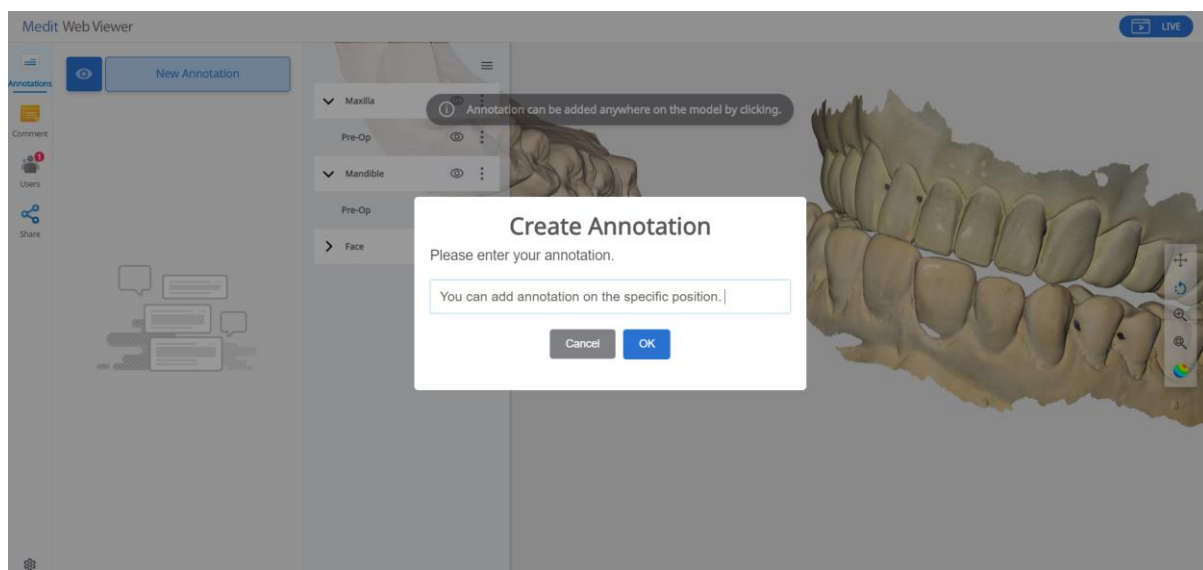 Medit Web Viewer
LIVE
Annotations
New Annotation
Comment
1
Users
Share
Maxilla
Pre-Op
Mandible
Pre-Op
Face
Annotation can be added anywhere on the model by clicking.
Create Annotation
Please enter your annotation.
You can add annotation on the specific position.
Cancel
OK